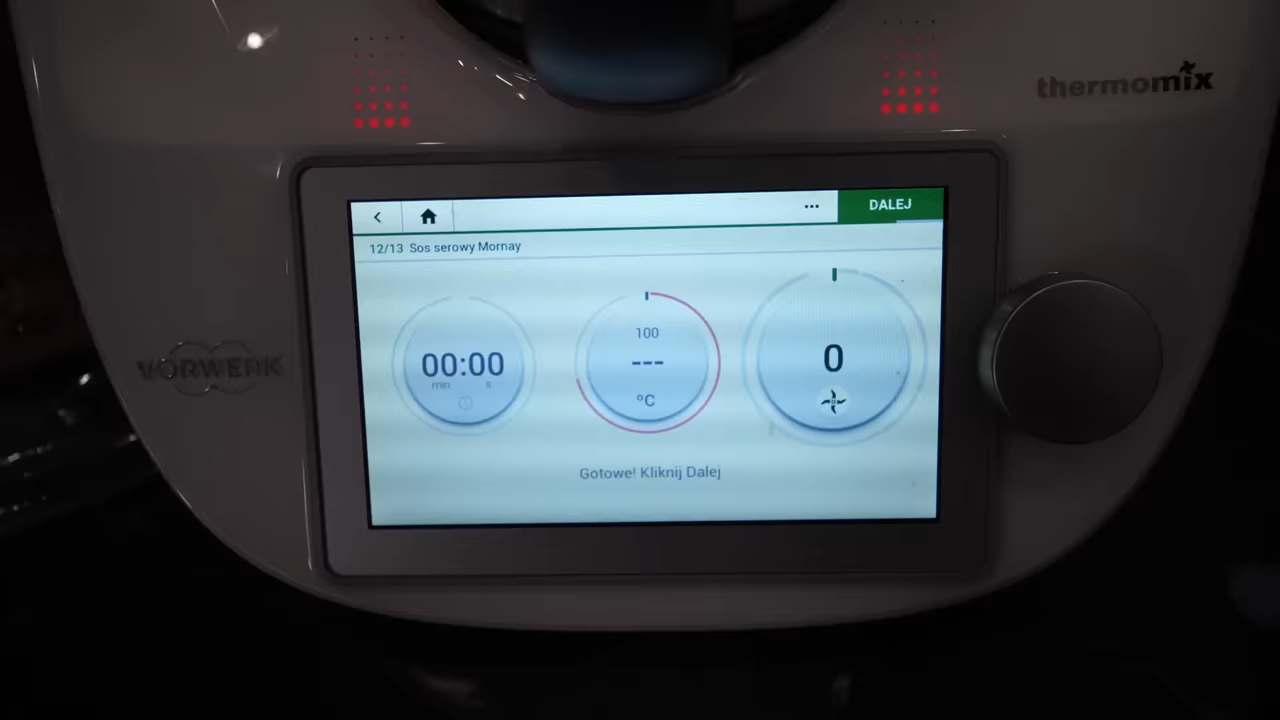 thermomix
VORWERK
DALEJ
12/13 Sos serowy Mornay
00:00
min s
100
---
°C
0
Gotowe! Kliknij Dalej